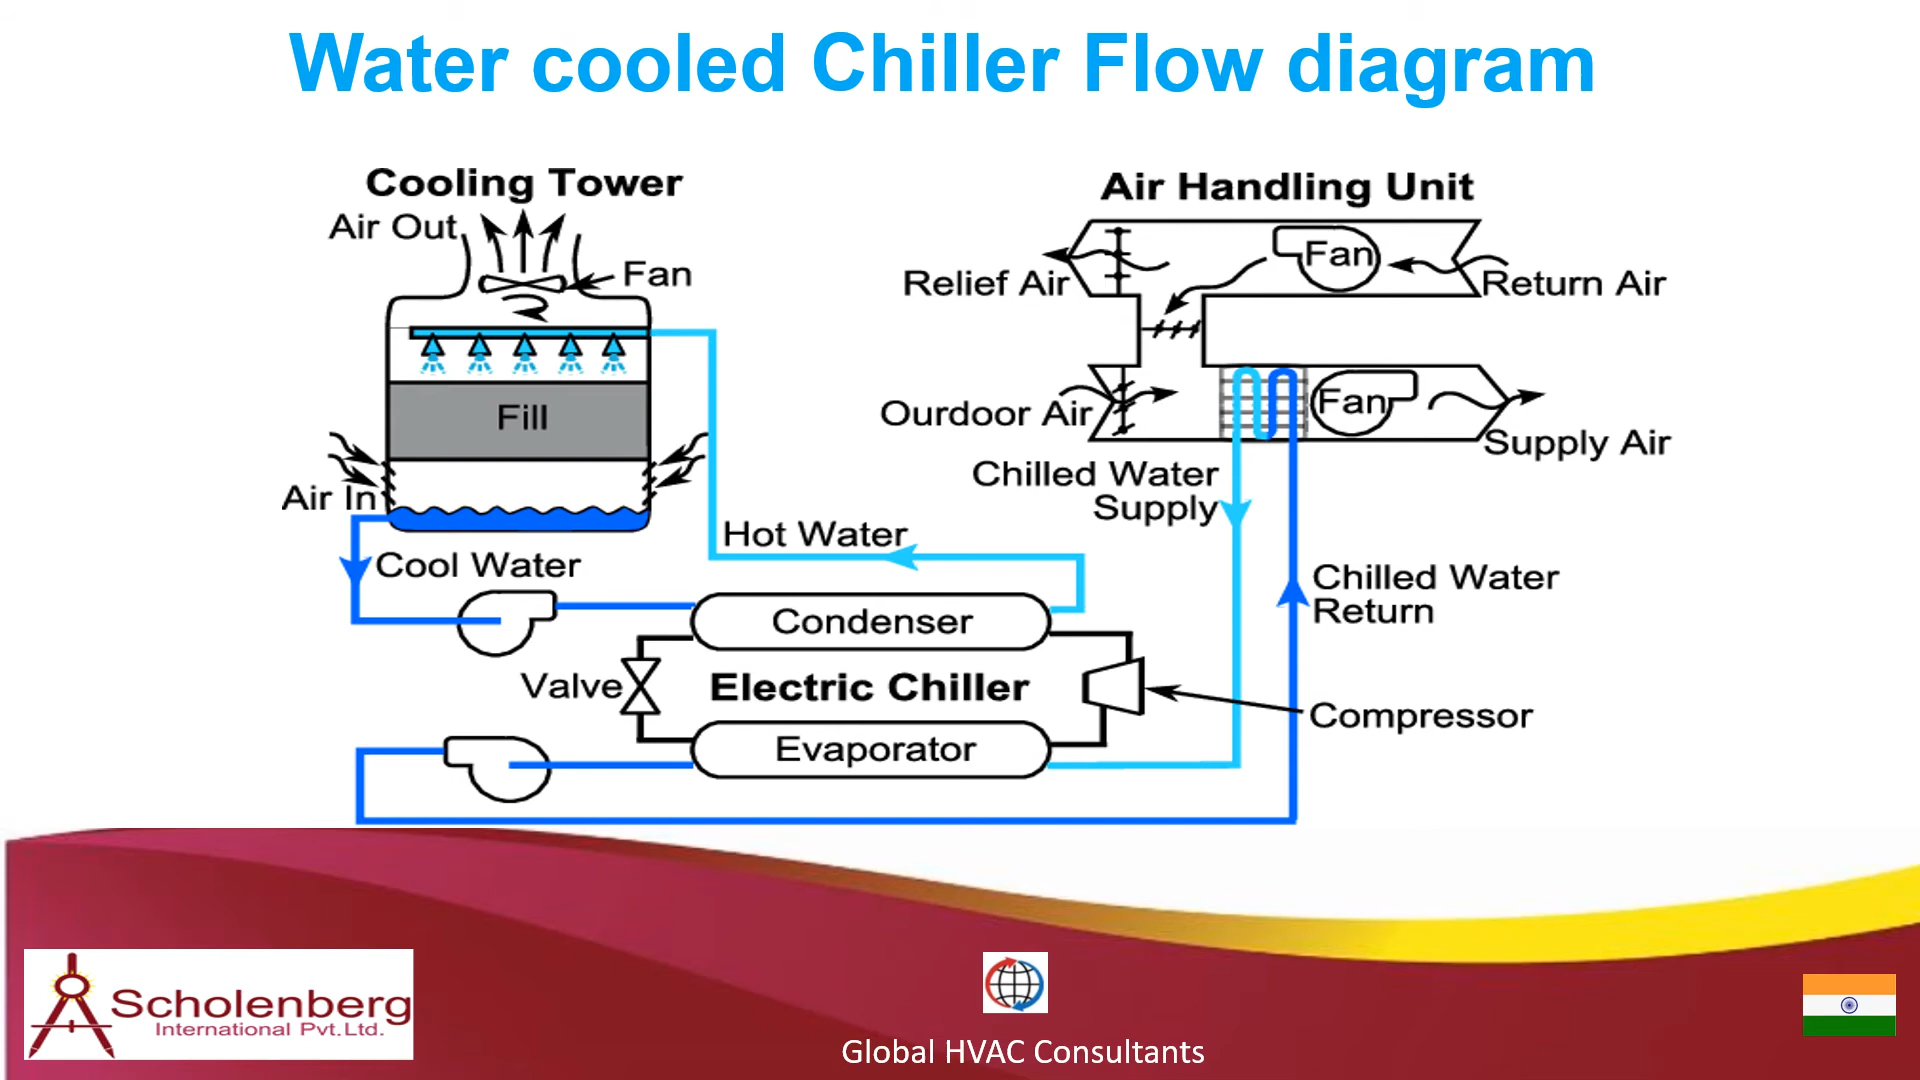 Water cooled Chiller Flow diagram
Cooling Tower
Air Out
Fan
Fill
Air In
Cool Water
Hot Water
Air Handling Unit
Fan
Relief Air
Return Air
Ourdoor Air
Fan
Supply Air
Chilled Water
Supply
Chilled Water
Return
Condenser
Valve
Electric Chiller
Compressor
Evaporator
Scholenberg
International Pvt.Ltd.
Global HVAC Consultants